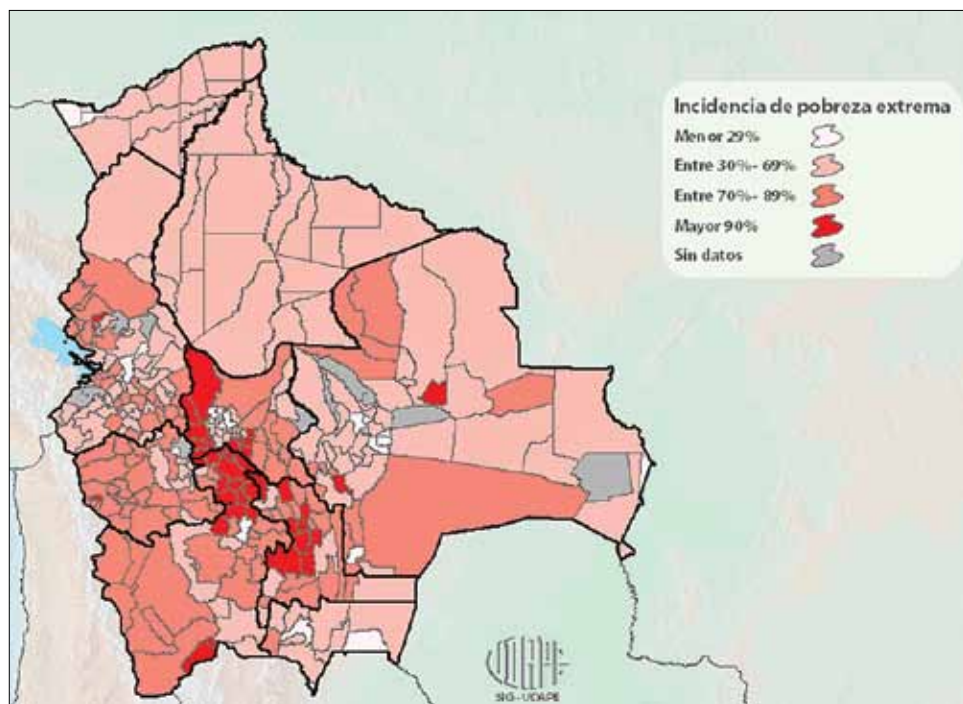 Incidencia de pobreza extrema
Menor 29%
Entre 30%- 69%
Entre 70%- 89%
Mayor 90%
Sin datos
SIG-UDAPE